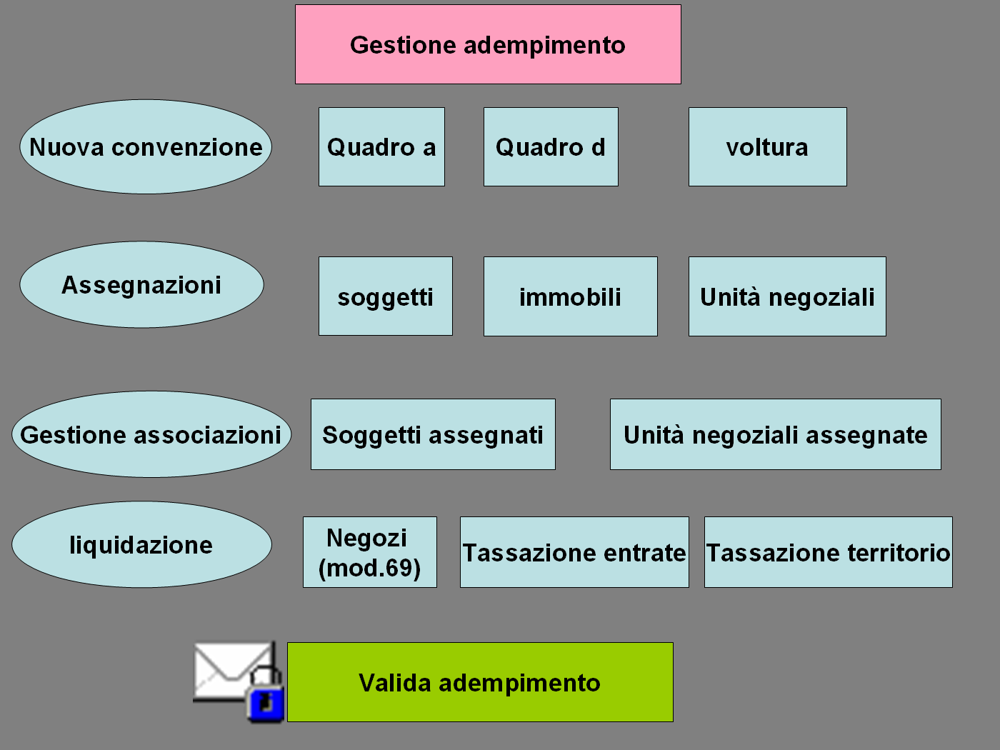 Gestione adempimento
Nuova convenzione
Quadro a
Quadro d
voltura
Assegnazioni
soggetti
immobili
Unità negoziali
Gestione associazioni
Soggetti assegnati
Unità negoziali assegnate
liquidazione
Negozi
(mod.69)
Tassazione entrate
Tassazione territorio
Valida adempimento